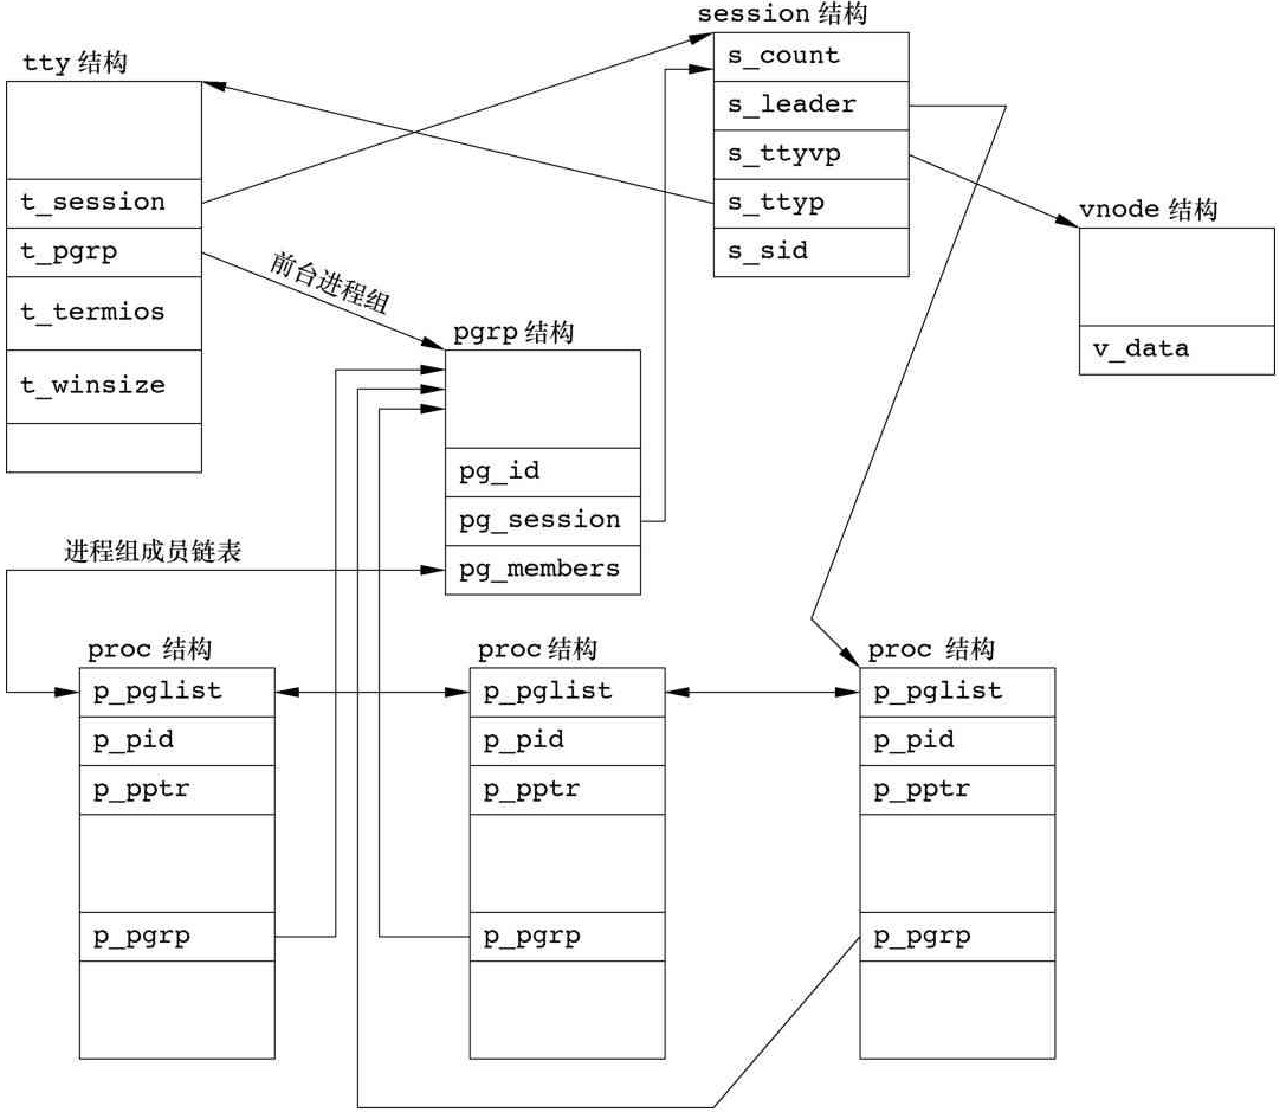 session 结构
s_count
s_leader
s_ttyvp
s_ttyp
s_sid
tty 结构
t_session
t_pgrp
t_termios
t_winsize
前台进程组
vnode 结构
v_data
pgrp 结构
pg_id
pg_session
pg_members
进程组成员链表
proc 结构
p_pglist
p_pid
p_pptr
p_pgrp
proc 结构
p_pglist
p_pid
p_pptr
p_pgrp
proc 结构
p_pglist
p_pid
p_pptr
p_pgrp